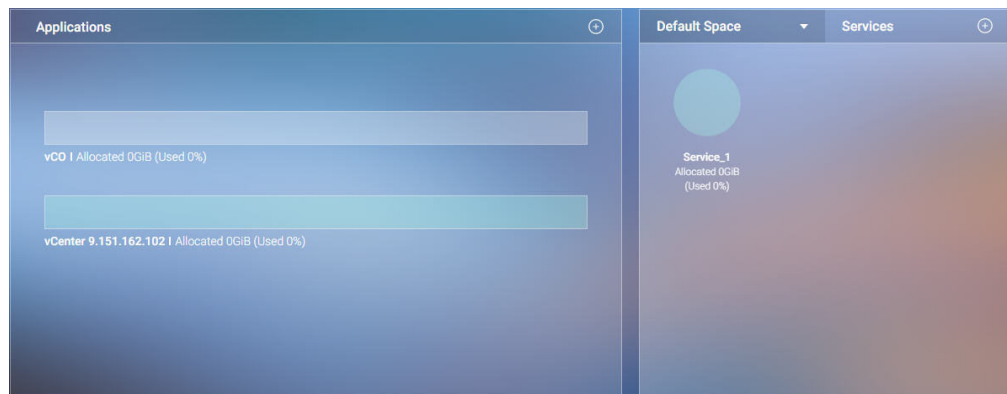 Applications
vCO I Allocated 0GiB (Used 0%)
vCenter 9.151.162.102 I Allocated 0GiB (Used 0%)
Default Space
Services
Service_1
Allocated 0GiB
(Used 0%)